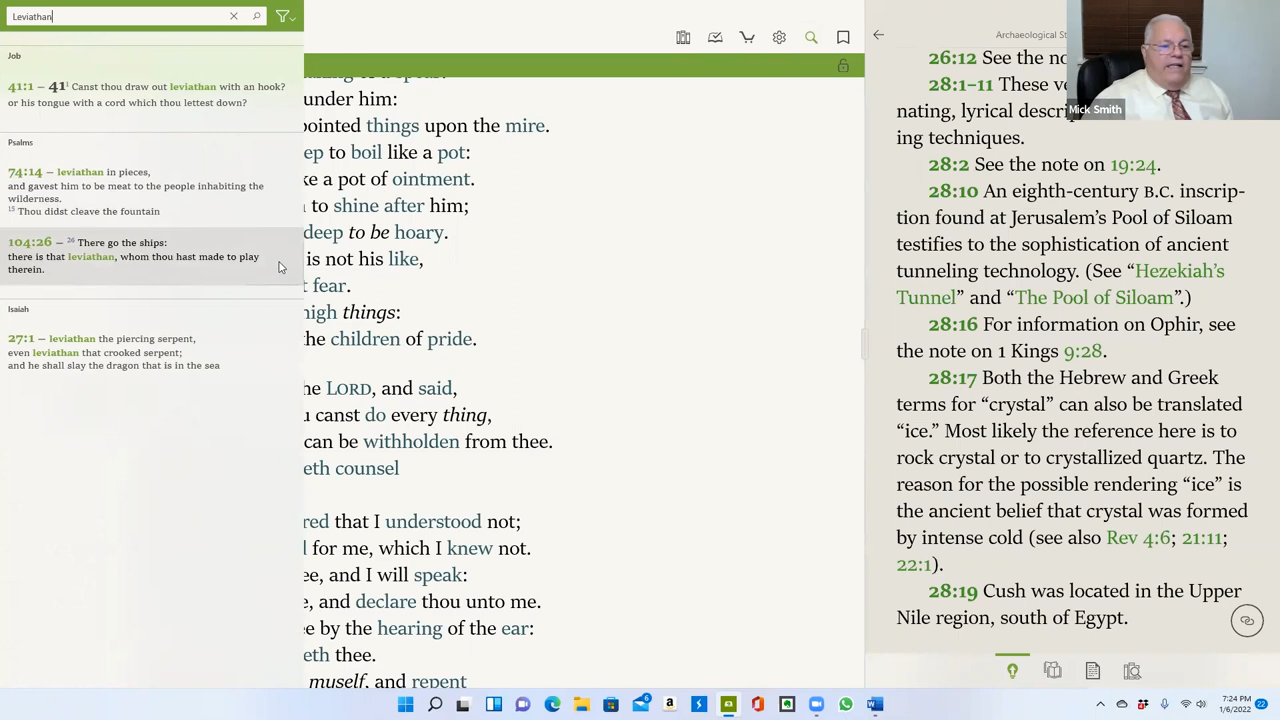 Leviathan
Job
41:1 – 41¹ Canst thou draw out leviathan with an hook?
or his tongue with a cord which thou lettest down?
Psalms
74:14 – leviathan in pieces,
and gavest him to be meat to the people inhabiting the
wilderness.
15 Thou didst cleave the fountain
104:26 – 26 There go the ships:
there is that leviathan, whom thou hast made to play
therein.
Isaiah
27:1 – leviathan the piercing serpent,
even leviathan that crooked serpent;
and he shall slay the dragon that is in the sea
of a spear.
under him:
pointed things upon the mire.
ep to boil like a pot:
ke a pot of ointment.
n to shine after him;
deep to be hoary.
is not his like,
t fear.
high things:
the children of pride.
he LORD, and said,
u canst do every thing,
can be withholden from thee.
eth counsel
red that I understood not;
l for me, which I knew not.
ee, and I will speak:
e, and declare thou unto me.
ee by the hearing of the ear:
eth thee.
myself, and repent
Archaeological St
26:12 See the no
28:1–11 These ve
nating, lyrical descri
ing techniques.
28:2 See the note on 19:24.
28:10 An eighth-century B.C. inscrip-
tion found at Jerusalem’s Pool of Siloam
testifies to the sophistication of ancient
tunneling technology. (See “Hezekiah’s
Tunnel” and “The Pool of Siloam”.)
28:16 For information on Ophir, see
the note on 1 Kings 9:28.
28:17 Both the Hebrew and Greek
terms for “crystal” can also be translated
“ice.” Most likely the reference here is to
rock crystal or to crystallized quartz. The
reason for the possible rendering “ice” is
the ancient belief that crystal was formed
by intense cold (see also Rev 4:6; 21:11;
22:1).
28:19 Cush was located in the Upper
Nile region, south of Egypt.
Mick Smith
7:24 PM
1/6/2022
22